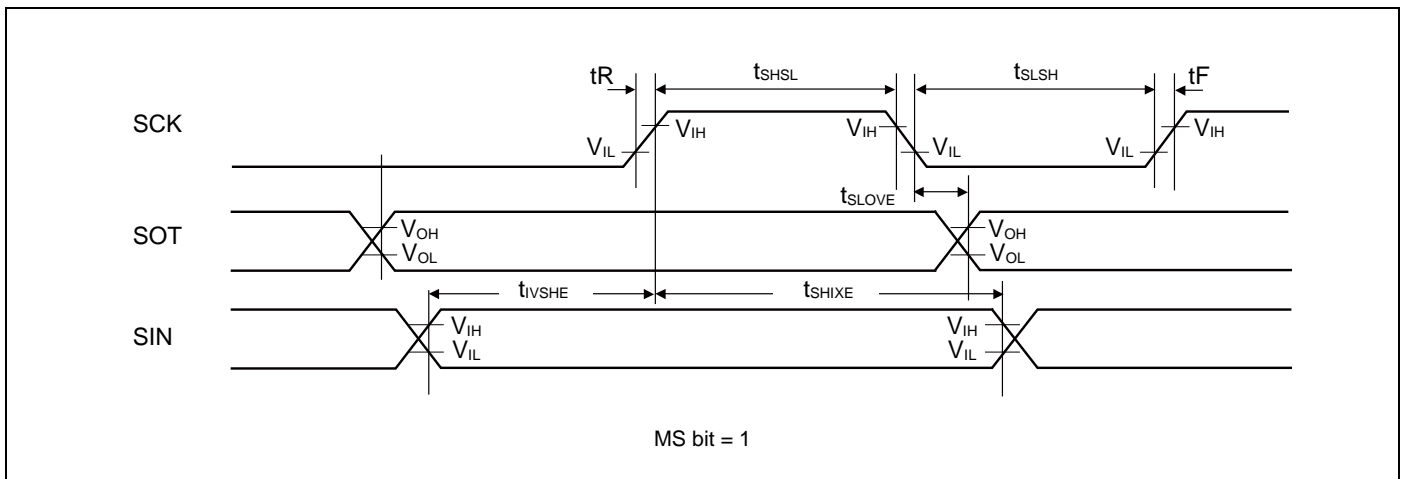 tR tSHSL tSLSH tF
SCK VIH VIH VIH
VIL VIL VIL
tSLOVE
SOT VOH VOH
VOL VOL
tIVSHE tSHIXE
SIN VIH VIH
VIL VIL
MS bit = 1